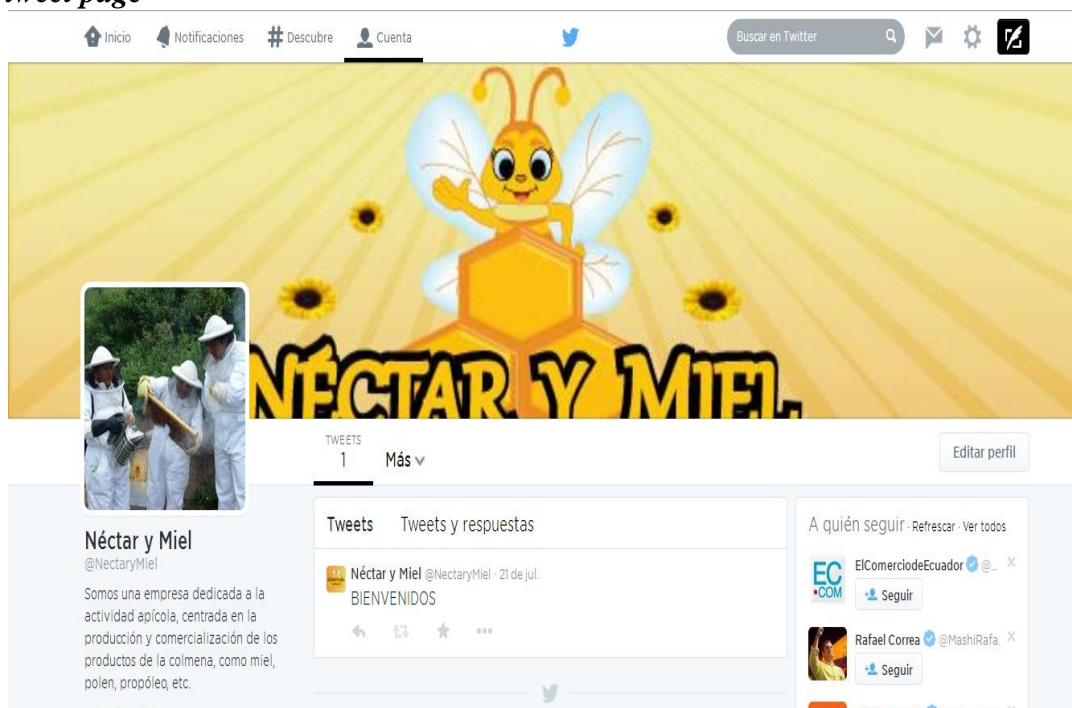 tweet page
Inicio Notificaciones # Descubre Cuenta Buscar en Twitter
NÉCTAR Y MIEL
TWEETS
1 Más
Editar perfil
Néctar y Miel
@NectaryMiel
Somos una empresa dedicada a la
actividad apícola, centrada en la
producción y comercialización de los
productos de la colmena, como miel,
polen, propóleo, etc.
Tweets Tweets y respuestas
Néctar y Miel @NectaryMiel · 21 de jul.
BIENVENIDOS
A quién seguir · Refrescar · Ver todos
EC
•COM
ElComerciodeEcuador @...
Seguir
Rafael Correa @MashiRafa.
Seguir